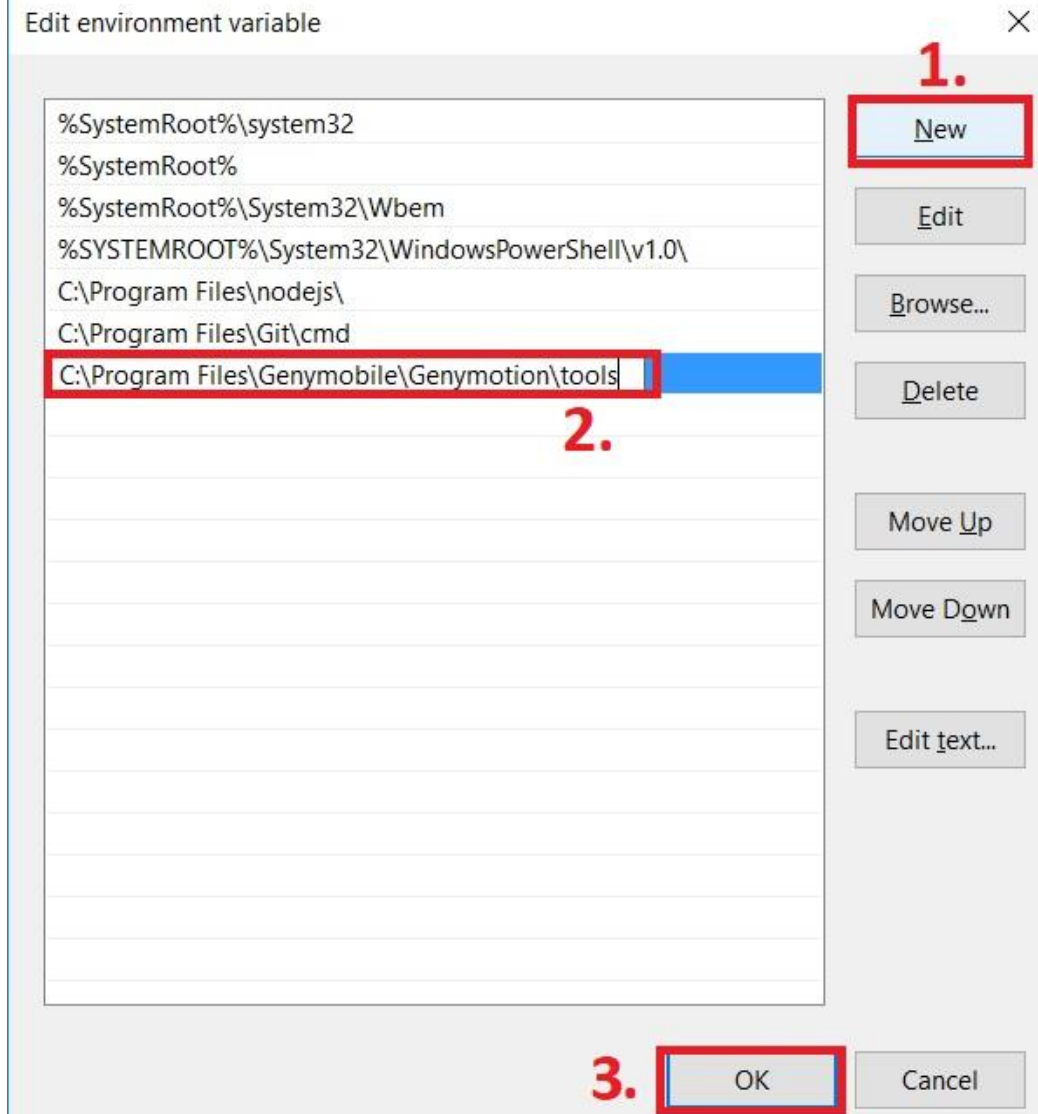 Edit environment variable
1.
%SystemRoot%\system32
New
%SystemRoot%
%SystemRoot%\System32\Wbem
Edit
%SYSTEMROOT%\System32\WindowsPowerShell\v1.0\
C:\Program Files\nodejs\
Browse...
C:\Program Files\Git\cmd
C:\Program Files\Genymobile\Genymotion\tools
Delete
2.
Move Up
Move Down
Edit text...
3.
OK
Cancel